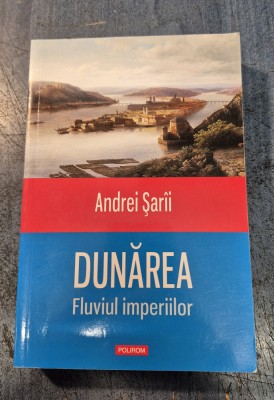 Andrei Şarîi
DUNĂREA
Fluviul imperiilor
POLIROM